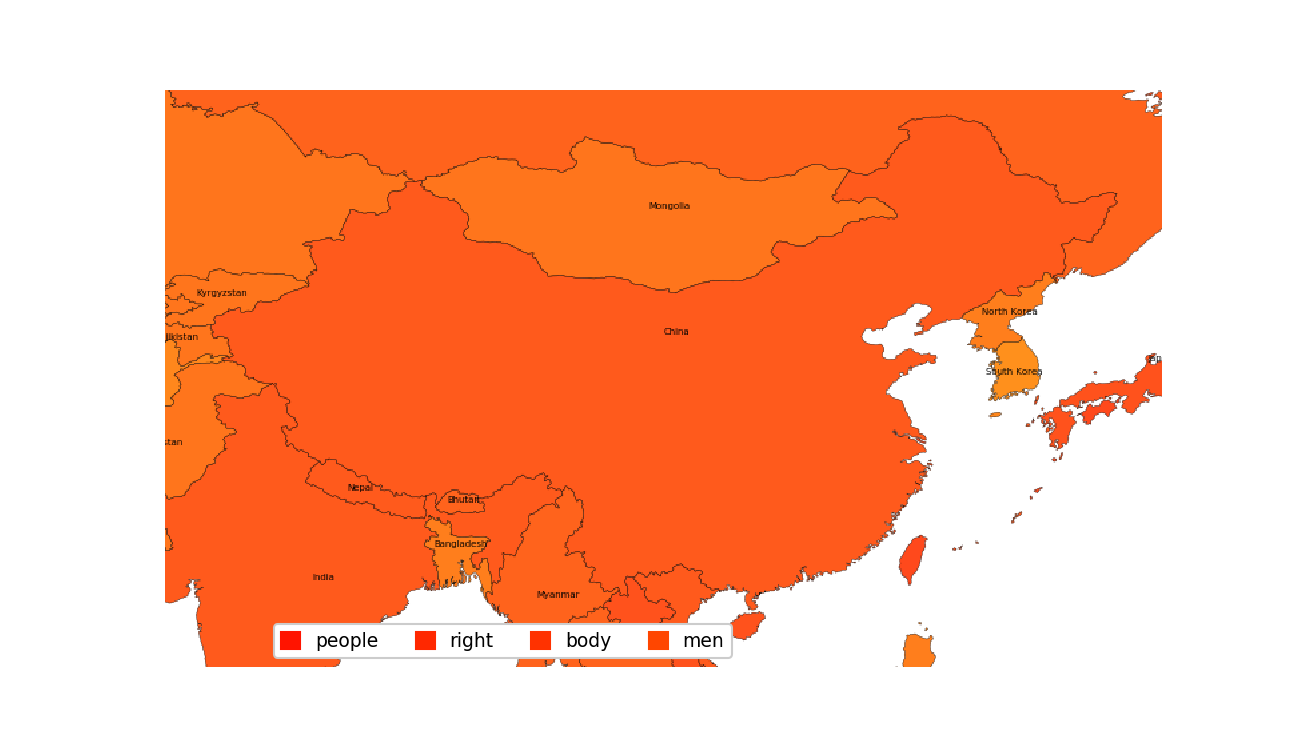 Mongolia
Kyrgyzstan
North Korea
China
jikistan
South Korea
stan
Nepal
Bhutan
Bangladesh
India
Myanmar
people right body men